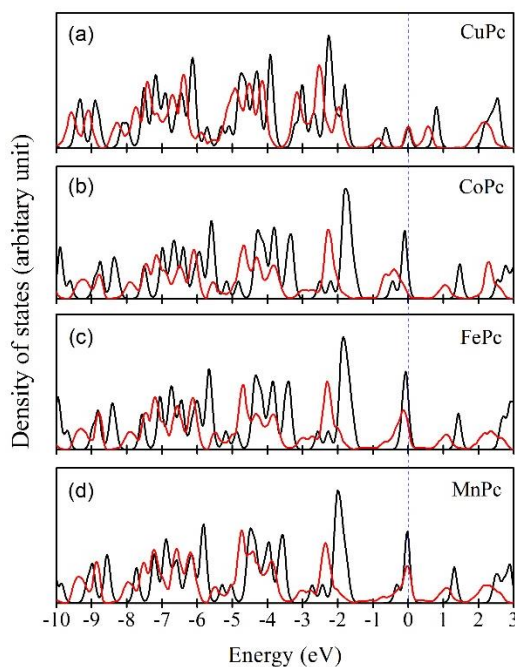 (a)
CuPc
(b)
CoPc
(c)
FePc
(d)
MnPc
Density of states (arbitary unit)
-10 -9 -8 -7 -6 -5 -4 -3 -2 -1 0 1 2 3
Energy (eV)